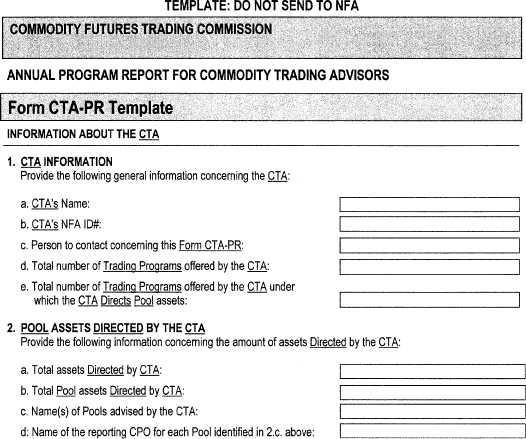 TEMPLATE: DO NOT SEND TO NFA
COMMODITY FUTURES TRADING COMMISSION
ANNUAL PROGRAM REPORT FOR COMMODITY TRADING ADVISORS
Form CTA-PR Template
INFORMATION ABOUT THE CTA
1. CTA INFORMATION
Provide the following general information concerning the CTA:
a. CTA's Name:
b. CTA's NFA ID#:
c. Person to contact concerning this Form CTA-PR:
d. Total number of Trading Programs offered by the CTA:
e. Total number of Trading Programs offered by the CTA under
which the CTA Directs Pool assets:
2. POOL ASSETS DIRECTED BY THE CTA
Provide the following information concerning the amount of assets Directed by the CTA:
a. Total assets Directed by CTA:
b. Total Pool assets Directed by CTA:
c. Name(s) of Pools advised by the CTA:
d: Name of the reporting CPO for each Pool identified in 2.c. above: